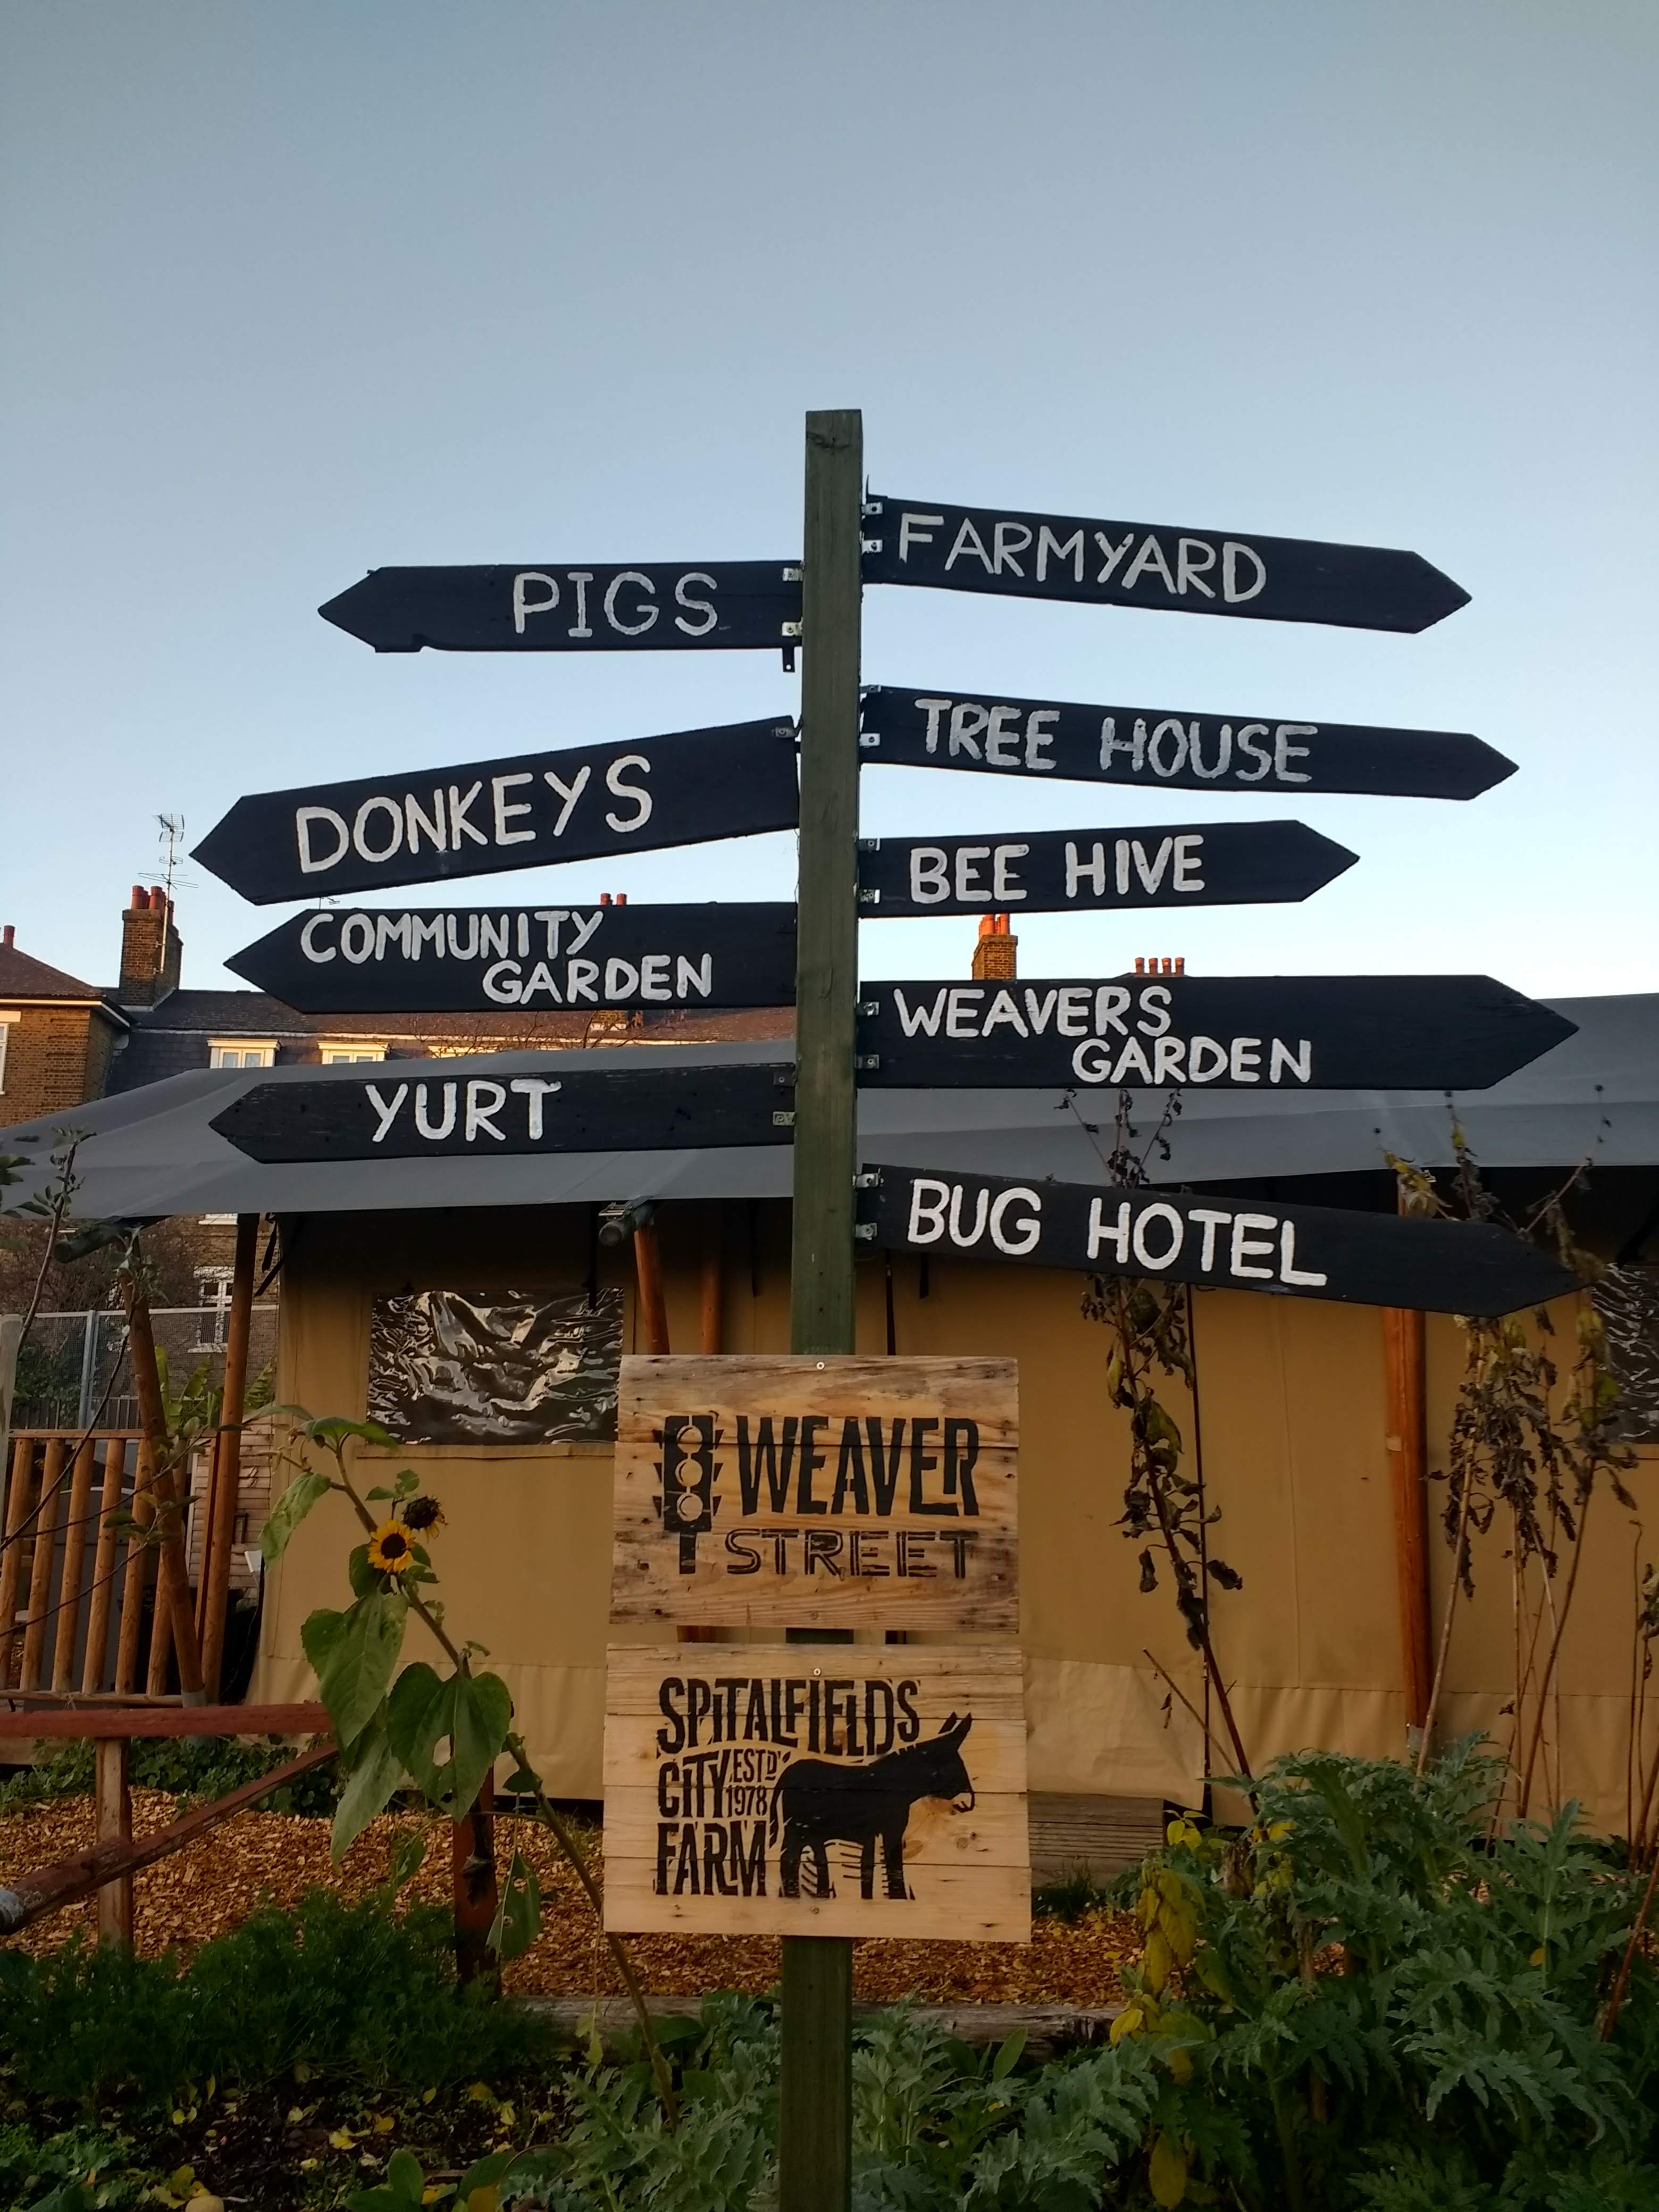 FARMYARD
PIGS
TREE HOUSE
DONKEYS
BEE HIVE
COMMUNITY
GARDEN
WEAVERS
GARDEN
YURT
BUG HOTEL
WEAVER
STREET
SPITALFIELDS
CITY ESTD
1978
FARM